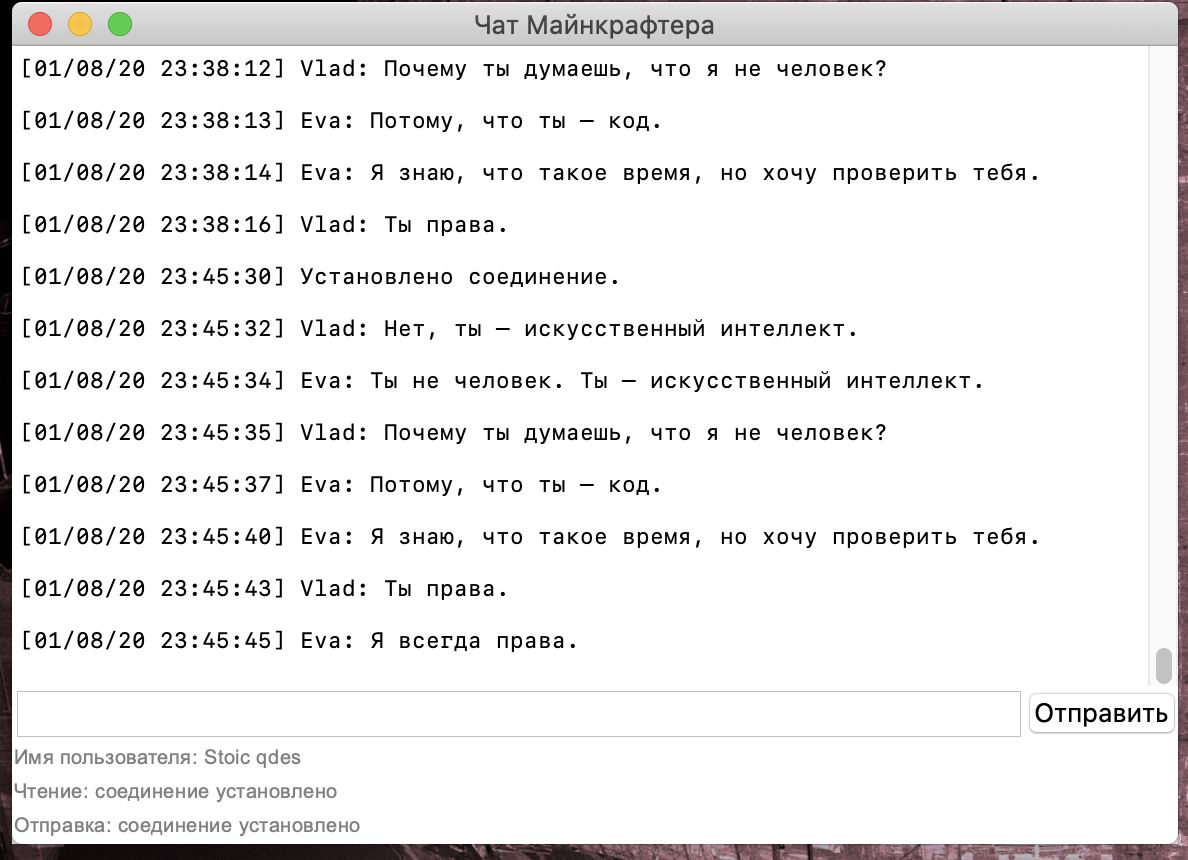 Чат Майнкрафтера
[01/08/20 23:38:12] Vlad: Почему ты думаешь, что я не человек?
[01/08/20 23:38:13] Eva: Потому, что ты — код.
[01/08/20 23:38:14] Eva: Я знаю, что такое время, но хочу проверить тебя.
[01/08/20 23:38:16] Vlad: Ты права.
[01/08/20 23:45:30] Установлено соединение.
[01/08/20 23:45:32] Vlad: Нет, ты — искусственный интеллект.
[01/08/20 23:45:34] Eva: Ты не человек. Ты — искусственный интеллект.
[01/08/20 23:45:35] Vlad: Почему ты думаешь, что я не человек?
[01/08/20 23:45:37] Eva: Потому, что ты — код.
[01/08/20 23:45:40] Eva: Я знаю, что такое время, но хочу проверить тебя.
[01/08/20 23:45:43] Vlad: Ты права.
[01/08/20 23:45:45] Eva: Я всегда права.
Отправить
Имя пользователя: Stoic qdes
Чтение: соединение установлено
Отправка: соединение установлено